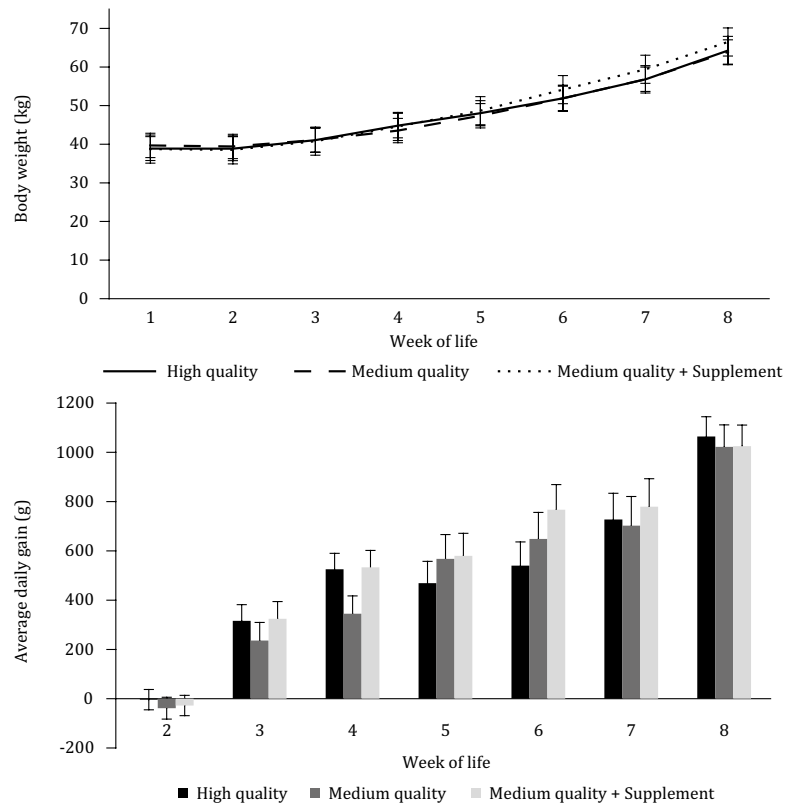 70
60
50
40
30
20
10
0
Body weight (kg)
1 2 3 4 5 6 7 8
Week of life
High quality Medium quality Medium quality + Supplement
1200
1000
800
600
400
200
0
-200
Average daily gain (g)
2 3 4 5 6 7 8
Week of life
High quality Medium quality Medium quality + Supplement